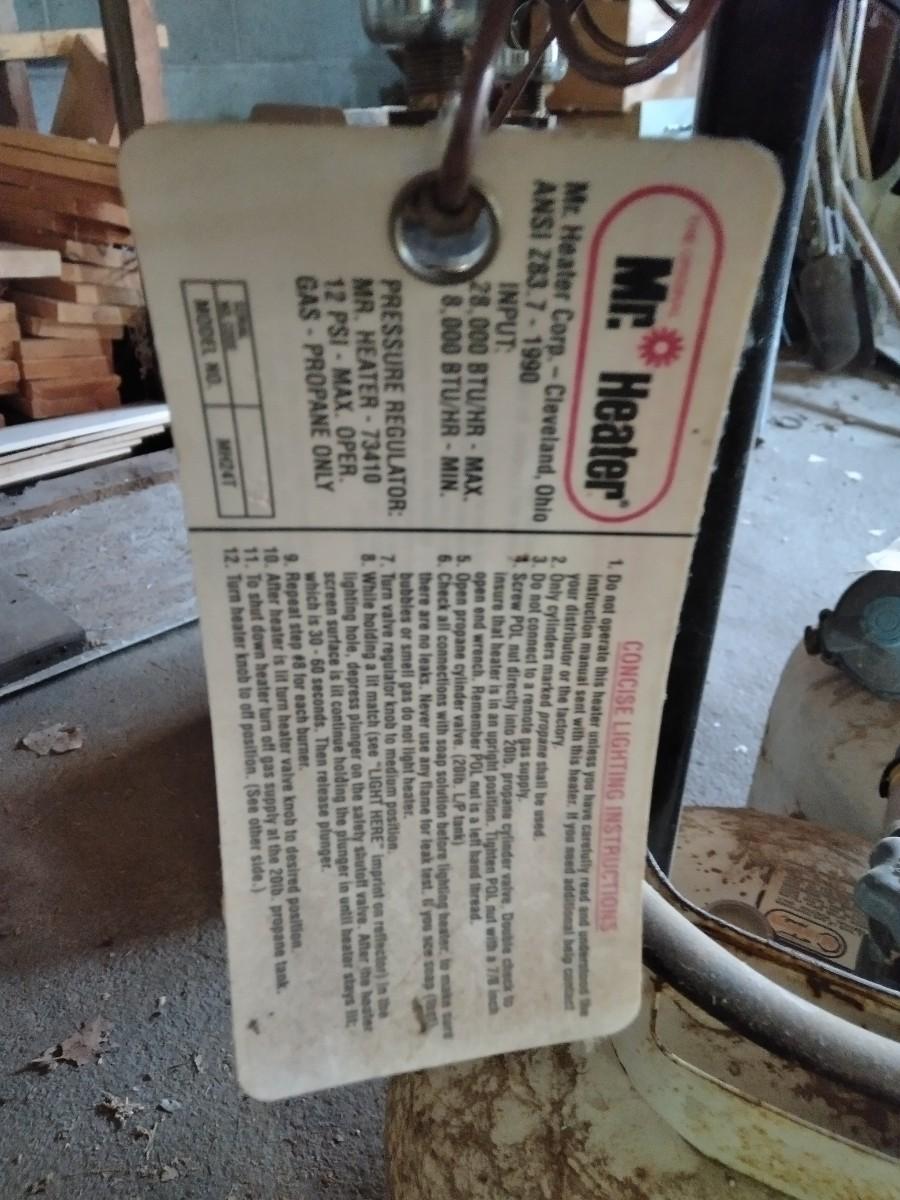 Mr. Heater®
Mr. Heater Corp. – Cleveland, Ohio
ANSI Z83.7 - 1990
INPUT:
28,000 BTU/HR - MAX.
8,000 BTU/HR - MIN.
PRESSURE REGULATOR:
MR. HEATER - 73410
12 PSI - MAX. OPER.
GAS - PROPANE ONLY
MODEL NO. MH24T
CONCISE LIGHTING INSTRUCTIONS
1. Do not operate this heater unless you have carefully read and understood the
instruction manual sent with this heater. If you need additional help contact
your distributor or the factory.
2. Only cylinders marked propane shall be used.
3. Do not connect to a remote gas supply.
4. Screw POL nut directly into 20lb. propane cylinder valve. Double check to
insure that heater is in an upright position. Tighten POL nut with a 7/8 inch
open end wrench. Remember POL nut is a left hand thread.
5. Open propane cylinder valve. (20lb. L/P tank)
6. Check all connections with soap solution before lighting heater, to make sure
there are no leaks. Never use any flame for leak test. If you see soap
bubbles or smell gas do not light heater.
7. Turn valve regulator knob to medium position.
8. While holding a match (see "LIGHT HERE" imprint on reflector) in the
lighting hole, depress plunger on the safety shutoff valve. After the heater
screen surface is lit continue holding the plunger in until heater stays lit;
which is 30 - 60 seconds. Then release plunger.
9. Repeat step #8 for each burner.
10. After heater is lit turn heater valve knob to desired position.
11. To shut down heater turn off gas supply at the 20lb. propane tank.
12. Turn heater knob to off position. (See other side.)